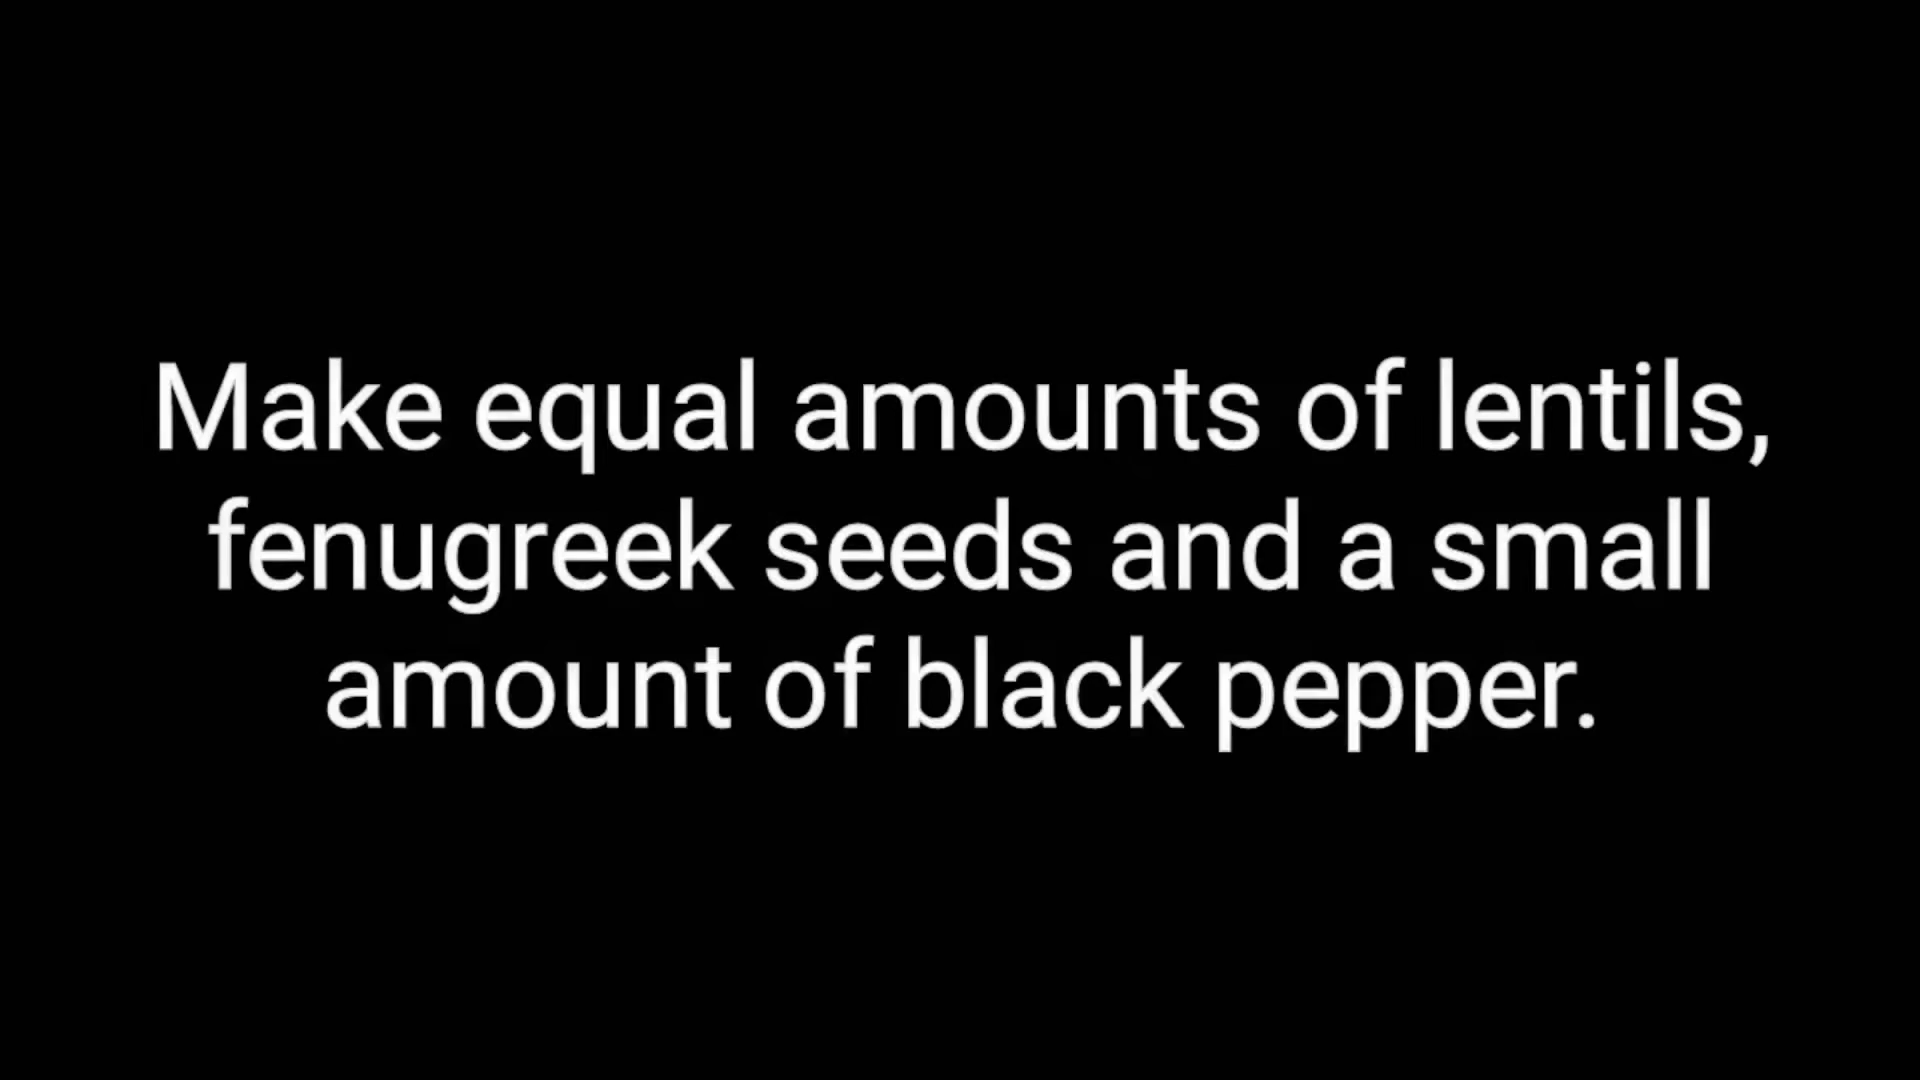 Make equal amounts of lentils,
fenugreek seeds and a small
amount of black pepper.